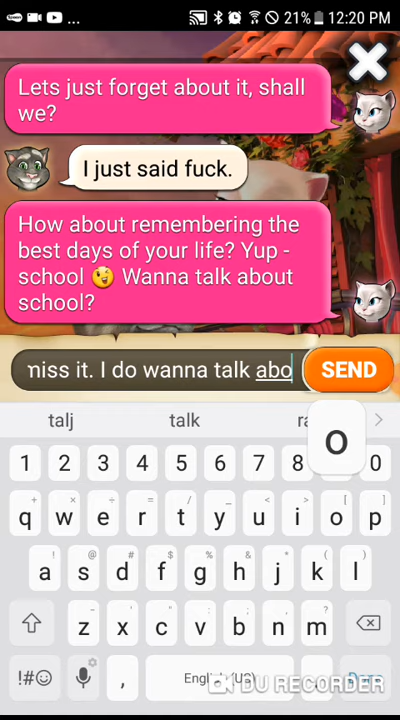 21% 12:20 PM
Lets just forget about it, shall
we?
I just said fuck.
How about remembering the
best days of your life? Yup -
school 😉 Wanna talk about
school?
miss it. I do wanna talk abo
SEND
talj talk ra
o
1 2 3 4 5 6 7 8 0
q w e r t y u i o p
a s d f g h j k l
z x c v b n m
!#☺ , English(US) .
DU RECORDER